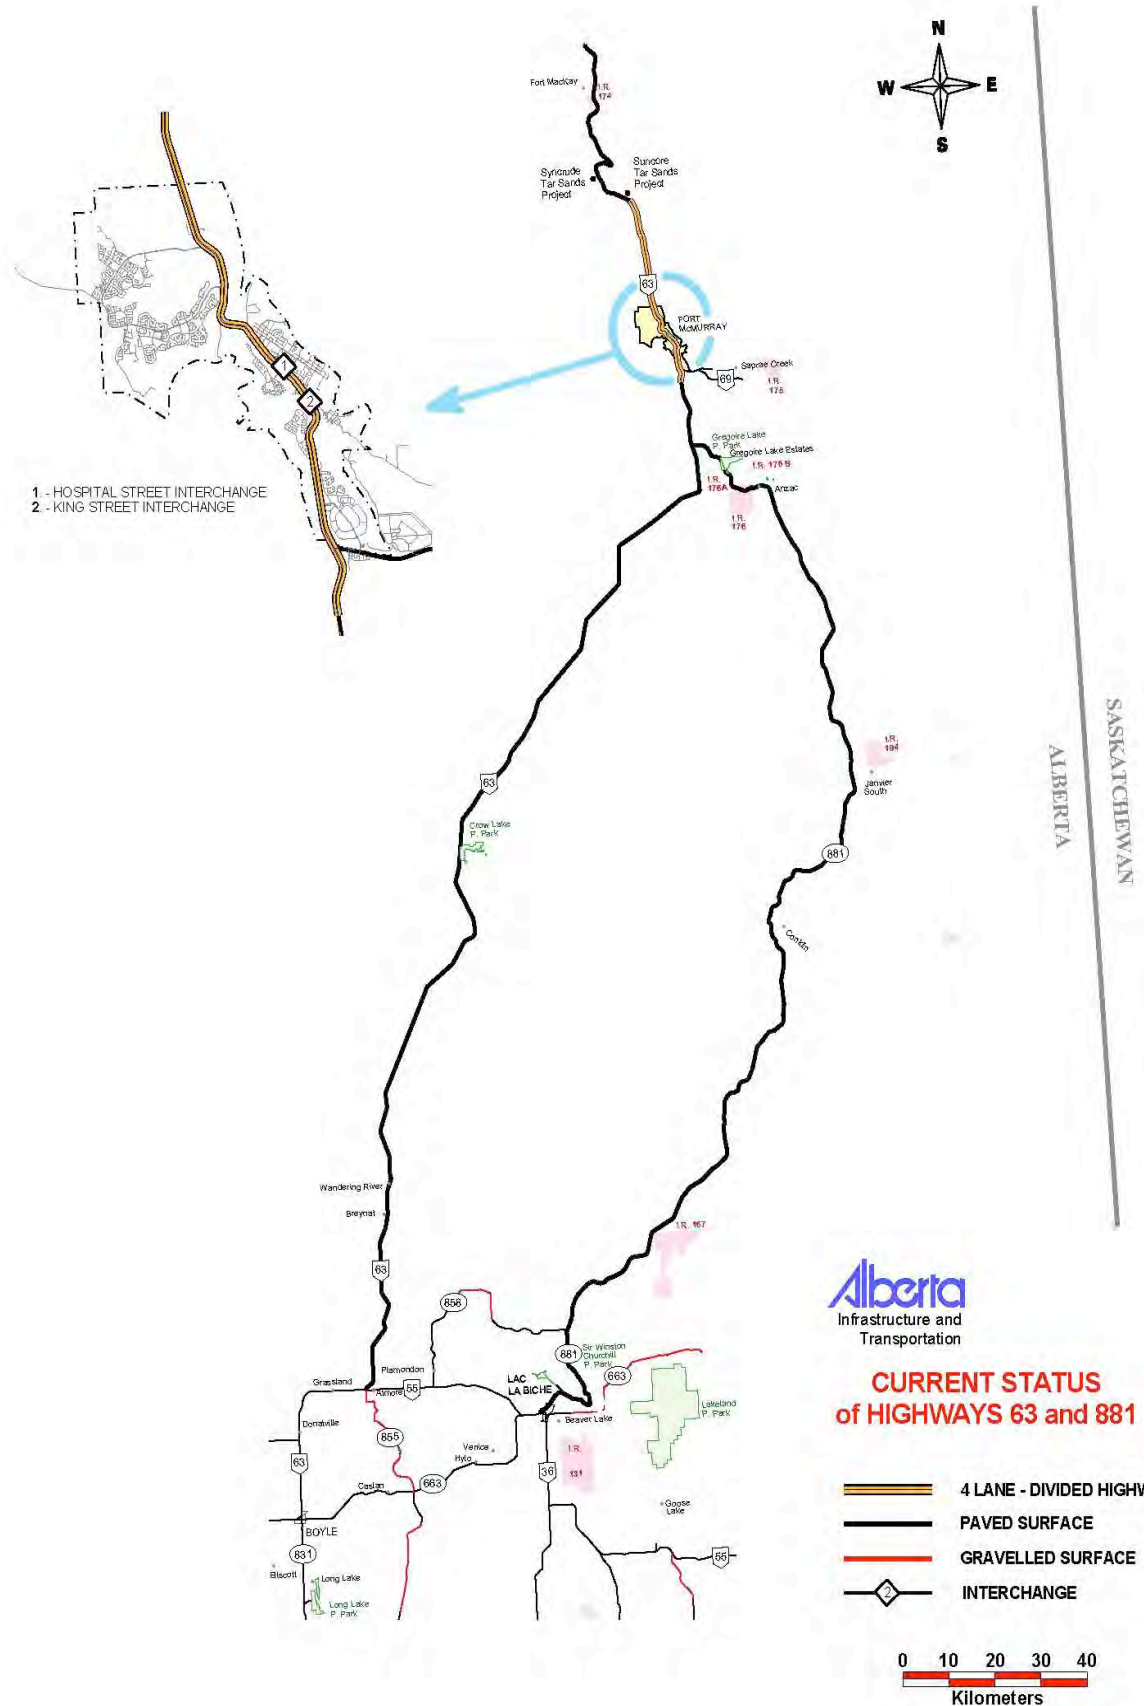 N
W E
S
Fort MacKay
I.R.
174
Syncrude
Tar Sands
Project
Suncore
Tar Sands
Project
63
FORT
McMURRAY
Saprae Creek
69
I.R.
175
Gregoire Lake
P. Park
Gregoire Lake Estates
I.R. 176 B
I.R.
176A
Anzac
I.R.
176
1
2
1. - HOSPITAL STREET INTERCHANGE
2. - KING STREET INTERCHANGE
SASKATCHEWAN
ALBERTA
I.R.
194
Janvier
South
63
Crow Lake
P. Park
881
Conklin
Wandering River
Breynat
I.R. 167
63
858
881
Sir Winston
Churchill
P. Park
663
Plamondon
Grassland
Atmore
55
LAC
LA BICHE
Lakeland
P. Park
Beaver Lake
Donatville
855
Venice
Hylo
I.R.
131
63
663
36
Caslan
Goose
Lake
BOYLE
831
55
Ellscott
Long Lake
Long Lake
P. Park
Alberta
Infrastructure and
Transportation
CURRENT STATUS
of HIGHWAYS 63 and 881
4 LANE - DIVIDED HIGHW
PAVED SURFACE
GRAVELLED SURFACE
2 INTERCHANGE
0 10 20 30 40
Kilometers